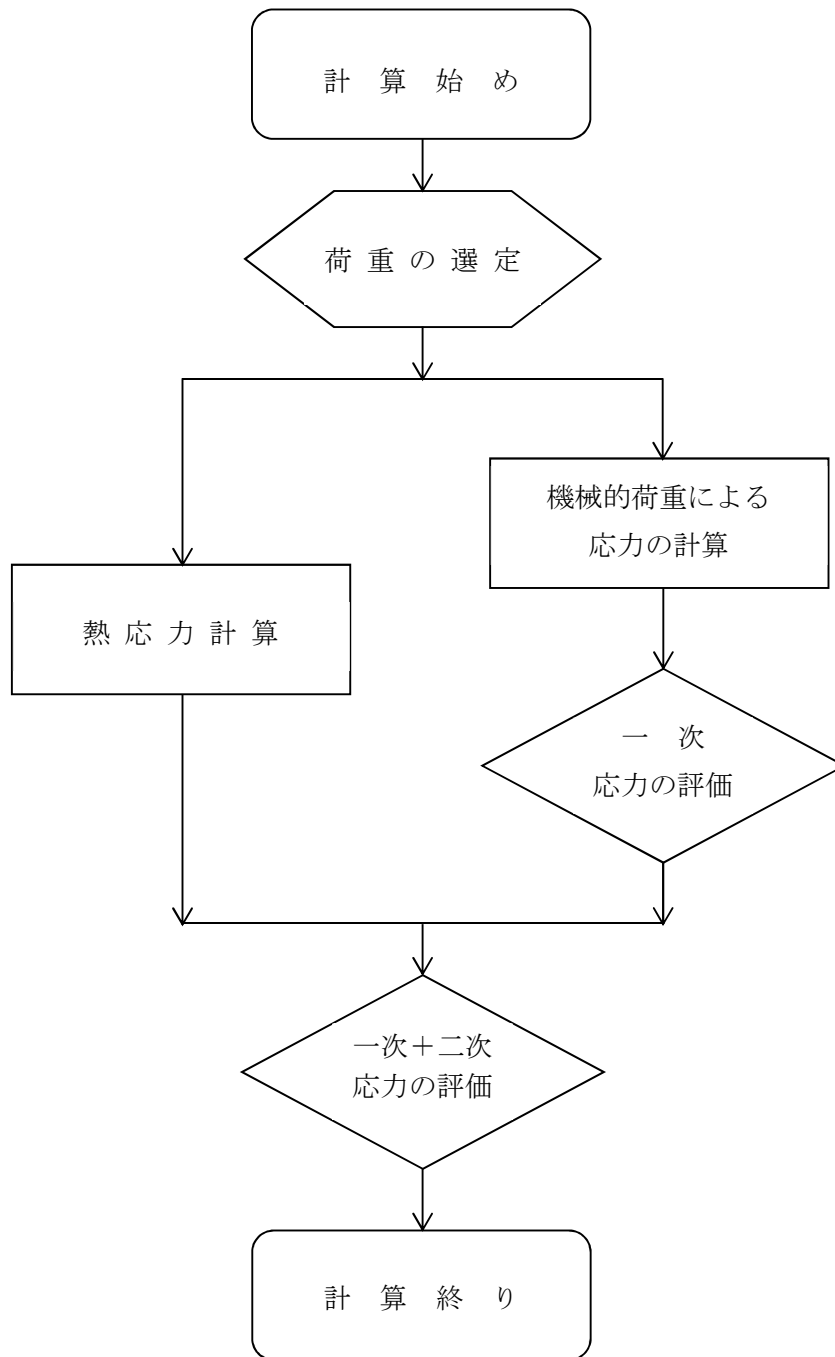 計算始め
荷重の選定
機械的荷重による
応力の計算
熱応力計算
一次
応力の評価
一次＋二次
応力の評価
計算終り